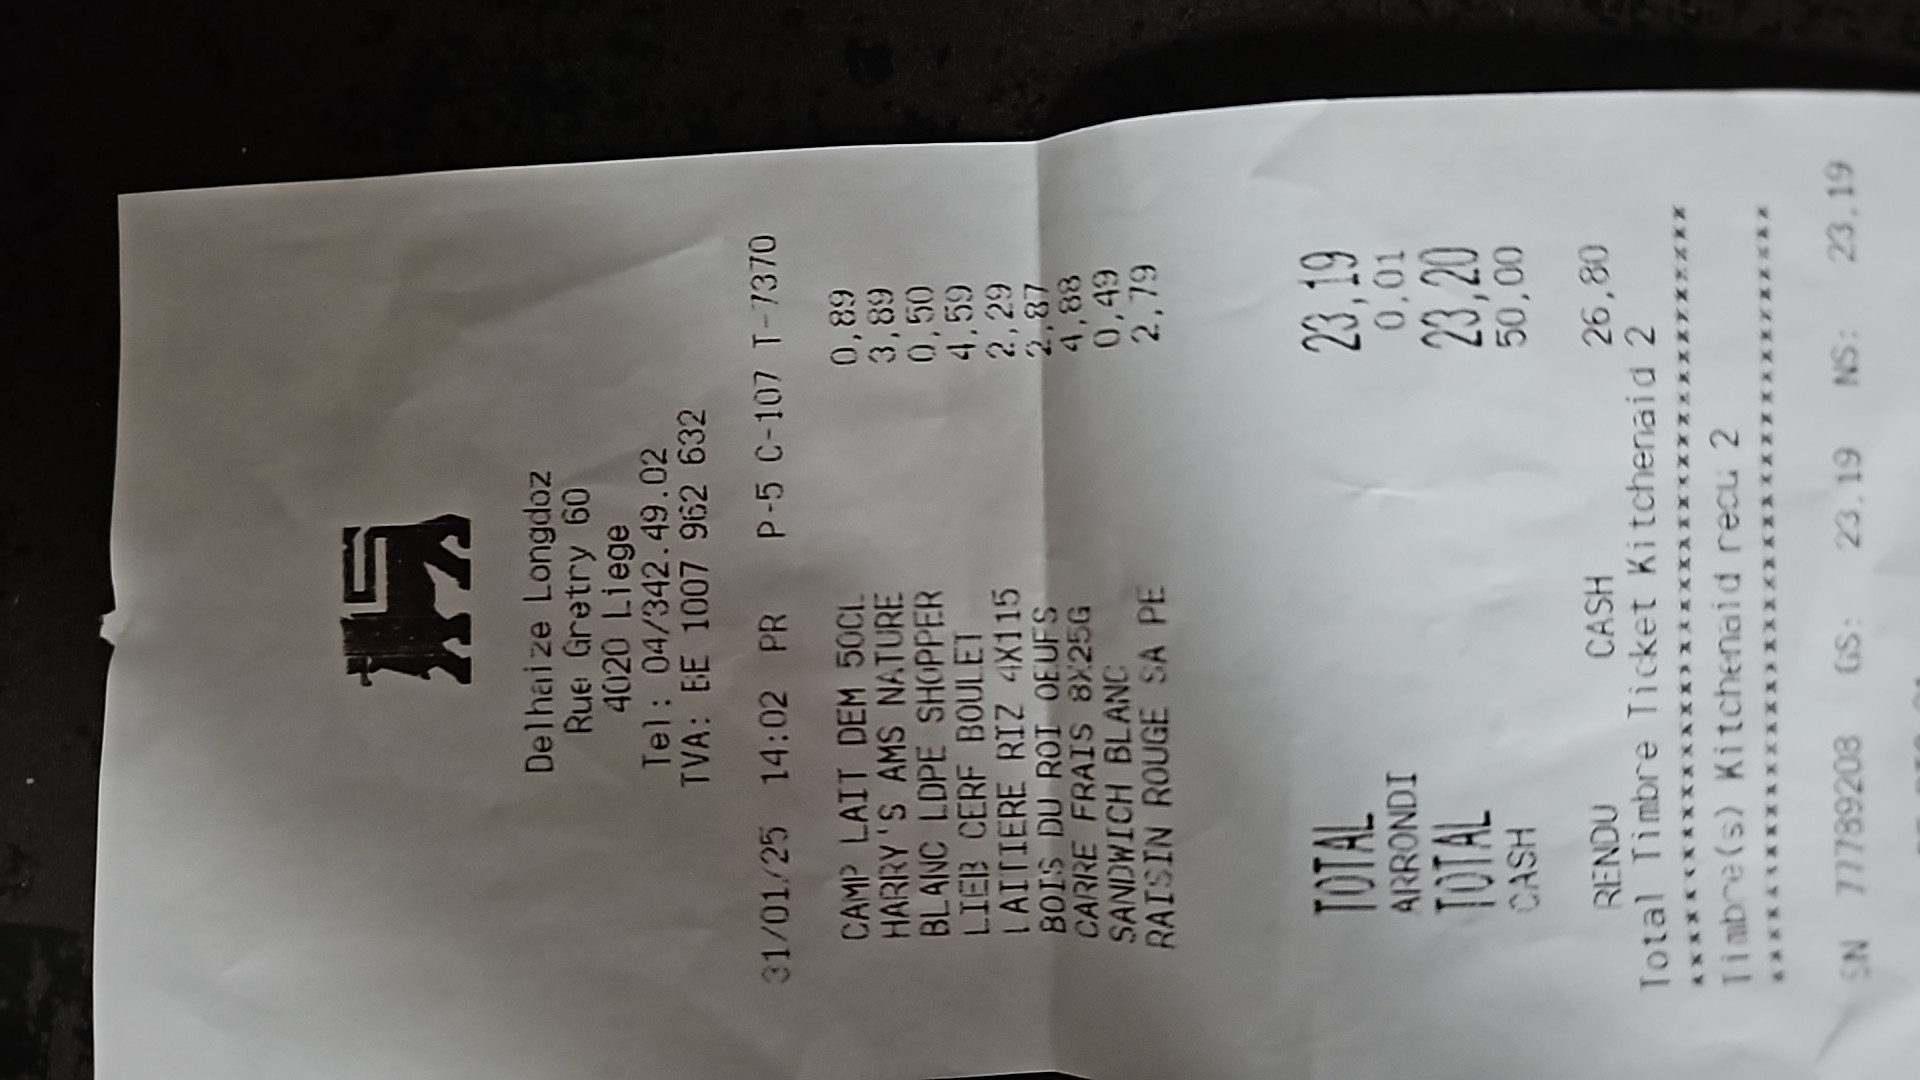 Delhaize Longdoz
Rue Gretry 60
4020 Liege
Tel: 04/342.49.02
TVA: BE 1007 962 632
31/01/25 14:02 PR P-5 C-107 T-7370
CAMP LAIT DEM 50CL 0,89
HARRY'S AMS NATURE 3,89
BLANC LDPE SHOPPER 0,50
LIEB CERF BOULET 4,59
LAITIERE RIZ 4X115 2,29
BOIS DU ROI OEUFS 2,87
CARRE FRAIS 8X25G 4,88
SANDWICH BLANC 0,49
RAISIN ROUGE SA PE 2,79
TOTAL 23,19
ARRONDI 0,01
TOTAL 23,20
CASH 50,00
RENDU CASH 26,80
Total Timbre Ticket Kitchenaid 2
***************************************
Timbre(s) Kitchenaid recu 2
***************************************
SN 77789208 GS: 23.19 NS: 23,19